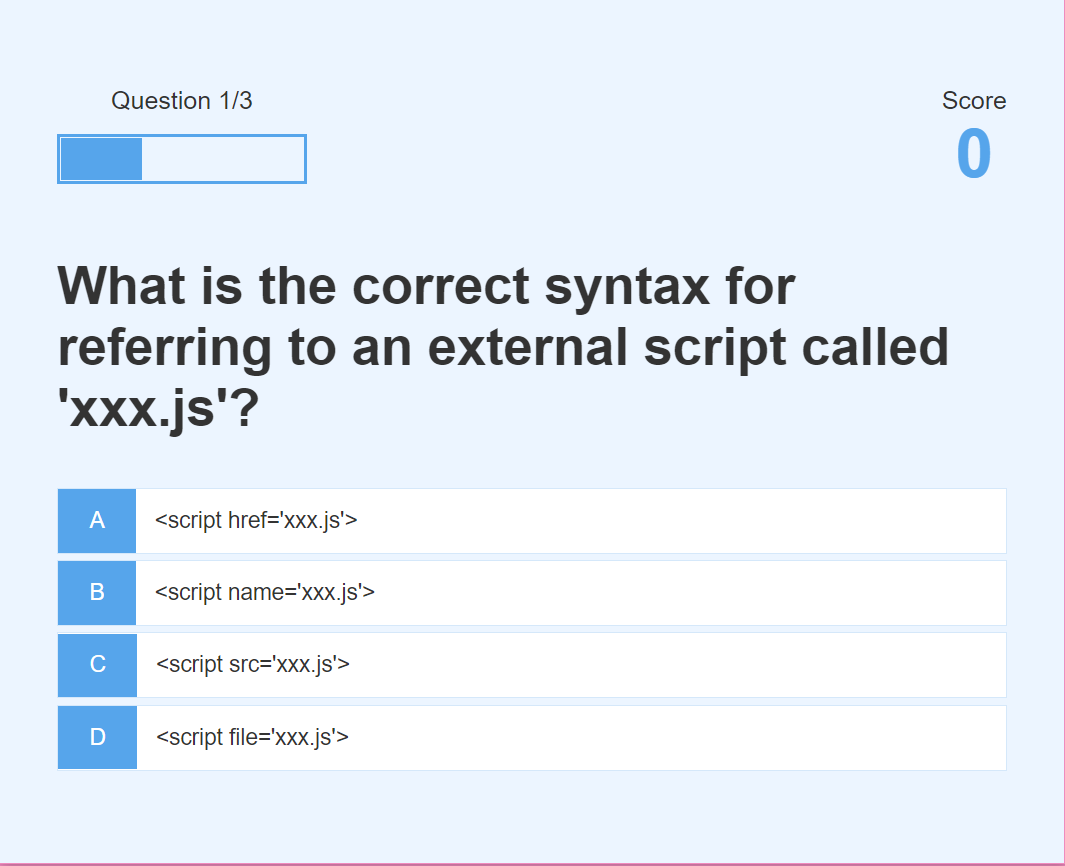 Question 1/3
Score
0
What is the correct syntax for
referring to an external script called
'xxx.js'?
A <script href='xxx.js'>
B <script name='xxx.js'>
C <script src='xxx.js'>
D <script file='xxx.js'>